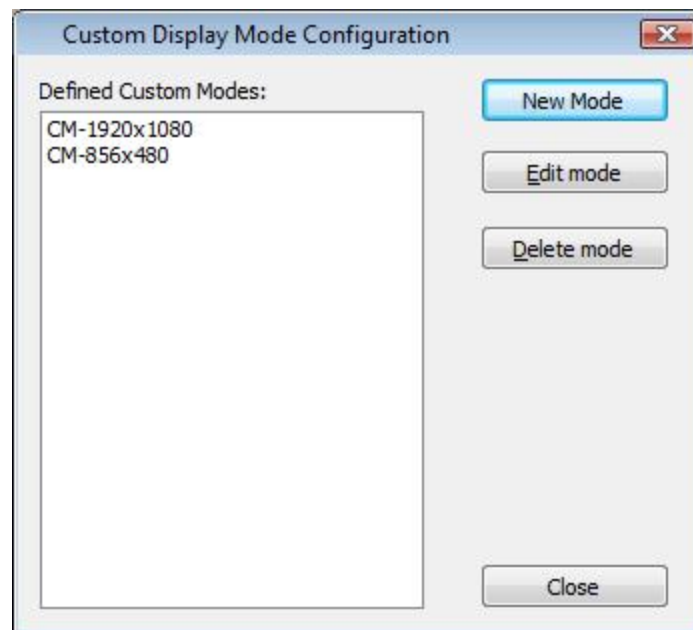 Custom Display Mode Configuration
Defined Custom Modes:
CM-1920x1080
CM-856x480
New Mode
Edit mode
Delete mode
Close